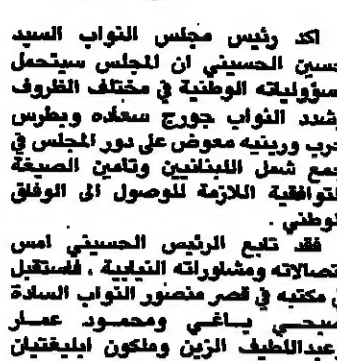 اكد رئيس مجلس النواب السيد
حسين الحسيني ان المجلس سيتحمل
مسؤولياته الوطنية في مختلف الظروف
وشدد النواب جورج سعاده وبطرس
حرب ورينيه معوض على دور المجلس في
جمع شمل اللبنانيين وتامين الصيغة
التوافقية اللازمة للوصول الى الوفاق
الوطني .
فقد تابع الرئيس الحسيني امس
اتصالاته ومشاوراته النيابية ، فاستقبل
في مكتبه في قصر منصور النواب السادة
صبحي ياغي ومحمود عمار
وعبداللطيف الزين وملكون ابليغتيان